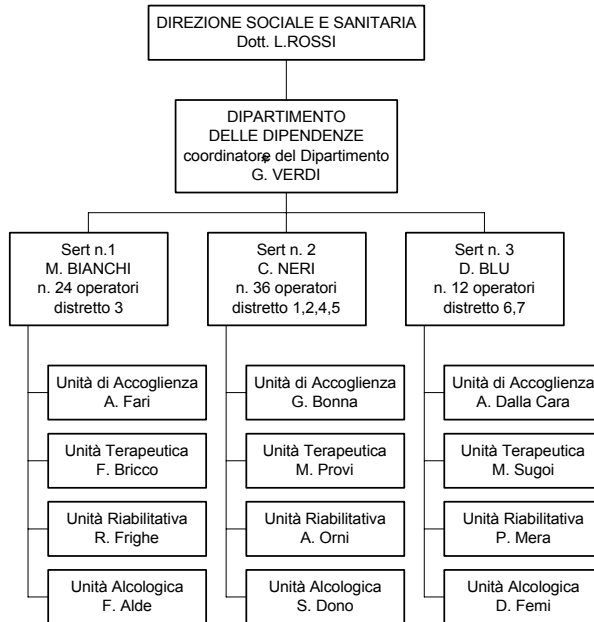 DIREZIONE SOCIALE E SANITARIA
Dott. L.ROSSI
DIPARTIMENTO
DELLE DIPENDENZE
coordinatore del Dipartimento
*
G. VERDI
Sert n.1
M. BIANCHI
n. 24 operatori
distretto 3
Sert n. 2
C. NERI
n. 36 operatori
distretto 1,2,4,5
Sert n. 3
D. BLU
n. 12 operatori
distretto 6,7
Unità di Accoglienza
A. Fari
Unità Terapeutica
F. Bricco
Unità Riabilitativa
R. Frighe
Unità Alcologica
F. Alde
Unità di Accoglienza
G. Bonna
Unità Terapeutica
M. Provi
Unità Riabilitativa
A. Orni
Unità Alcologica
S. Dono
Unità di Accoglienza
A. Dalla Cara
Unità Terapeutica
M. Sugoi
Unità Riabilitativa
P. Mera
Unità Alcologica
D. Femi